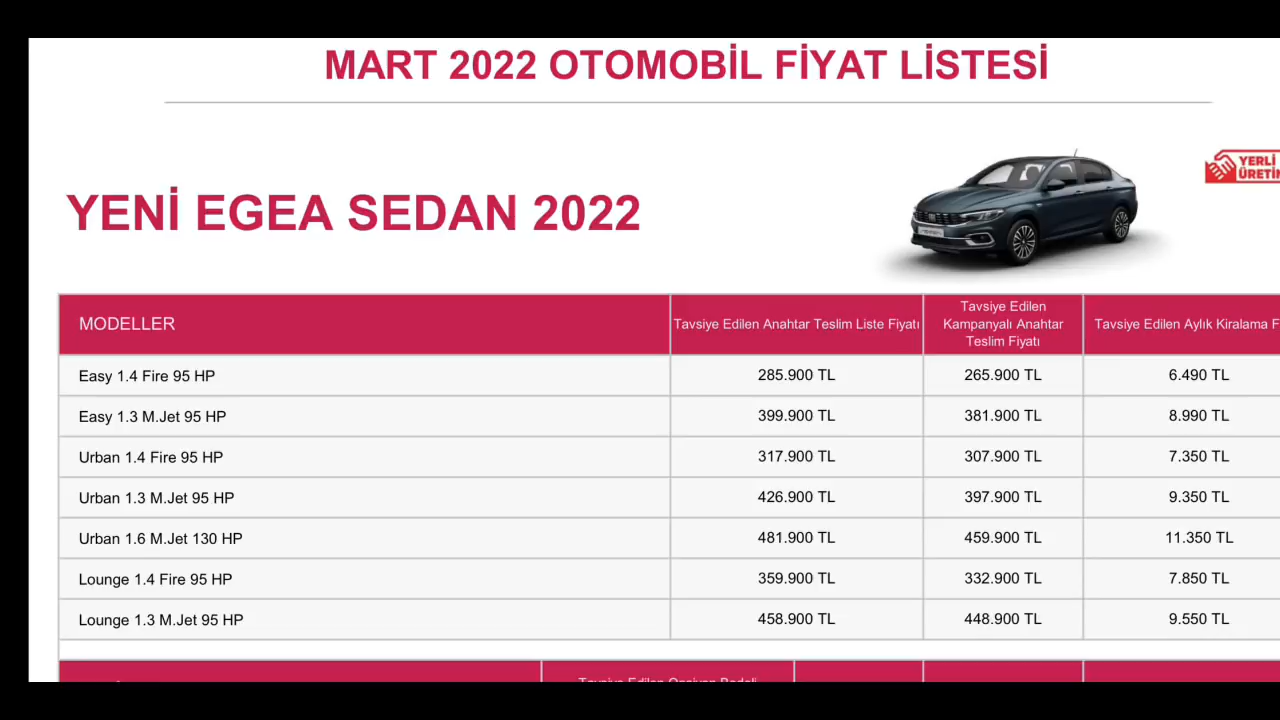 MART 2022 OTOMOBİL FİYAT LİSTESİ
YERLİ
YENİ EGEA SEDAN 2022
MODELLER
Tavsiye Edilen Anahtar Teslim Liste Fiyatı
Tavsiye Edilen
Kampanyalı Anahtar
Teslim Fiyatı
Tavsiye Edilen Aylık Kiralama F
Easy 1.4 Fire 95 HP 285.900 TL 265.900 TL 6.490 TL
Easy 1.3 M.Jet 95 HP 399.900 TL 381.900 TL 8.990 TL
Urban 1.4 Fire 95 HP 317.900 TL 307.900 TL 7.350 TL
Urban 1.3 M.Jet 95 HP 426.900 TL 397.900 TL 9.350 TL
Urban 1.6 M.Jet 130 HP 481.900 TL 459.900 TL 11.350 TL
Lounge 1.4 Fire 95 HP 359.900 TL 332.900 TL 7.850 TL
Lounge 1.3 M.Jet 95 HP 458.900 TL 448.900 TL 9.550 TL
Tavsiye Edilen Opsiyon Bedeli